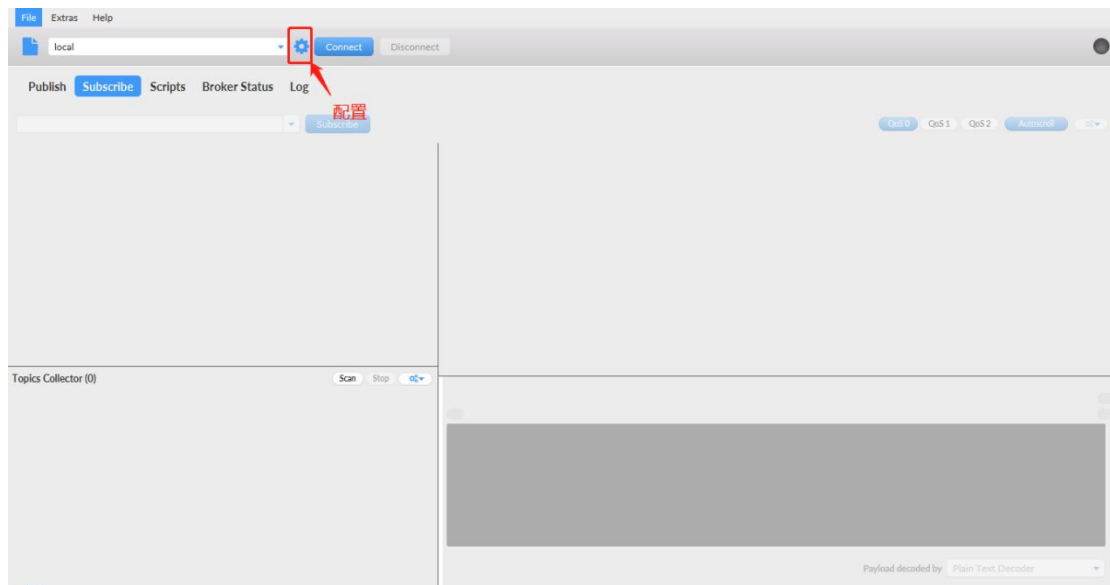 File Extras Help
local Connect Disconnect
Publish Subscribe Scripts Broker Status Log
配置
Subscribe QoS 0 QoS 1 QoS 2 Autoscroll
Topics Collector (0) Scan Stop
Payload decoded by Plain Text Decoder